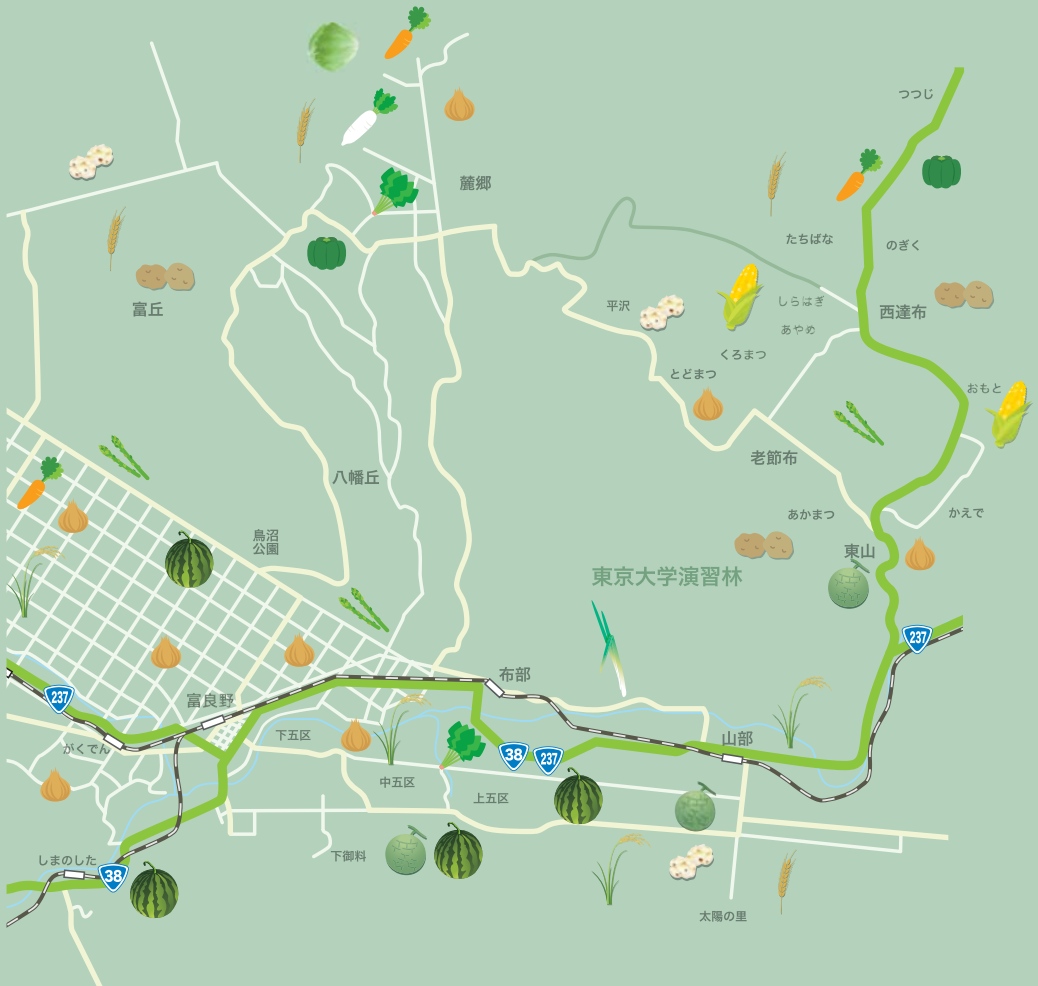 つつじ
麓郷
たちばな
のぎく
しらはぎ
平沢
富丘
西達布
あやめ
くろまつ
とどまつ
おもと
老節布
八幡丘
あかまつ
かえで
鳥沼
公園
東山
東京大学演習林
237
布部
237
富良野
下五区
がくでん
38
237
山部
中五区
上五区
下御料
しまのした
38
太陽の里